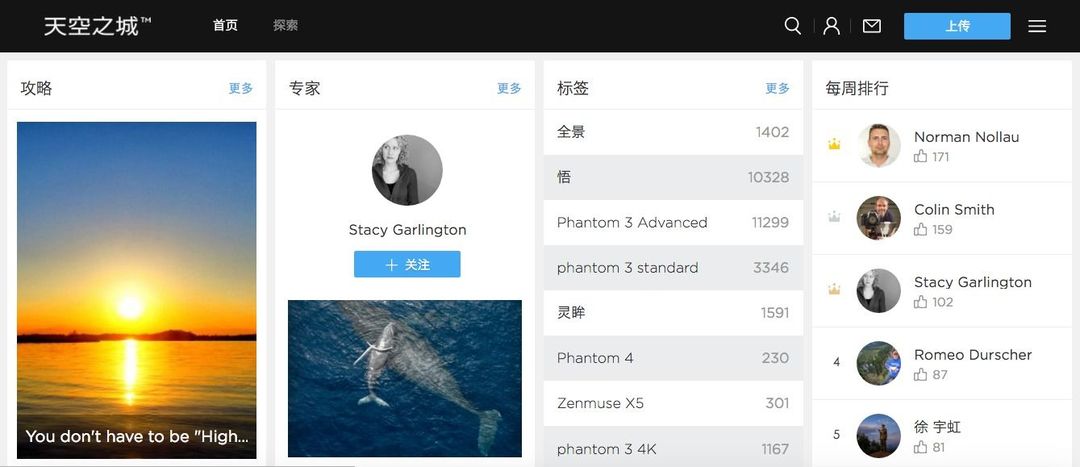 天空之城™
首页
探索
上传
攻略
更多
You don't have to be "High...
专家
更多
Stacy Garlington
+ 关注
标签
更多
全景 1402
悟 10328
Phantom 3 Advanced 11299
phantom 3 standard 3346
灵眸 1591
Phantom 4 230
Zenmuse X5 301
phantom 3 4K 1167
每周排行
Norman Nollau
171
Colin Smith
159
Stacy Garlington
102
4
Romeo Durscher
87
5
徐 宇虹
81